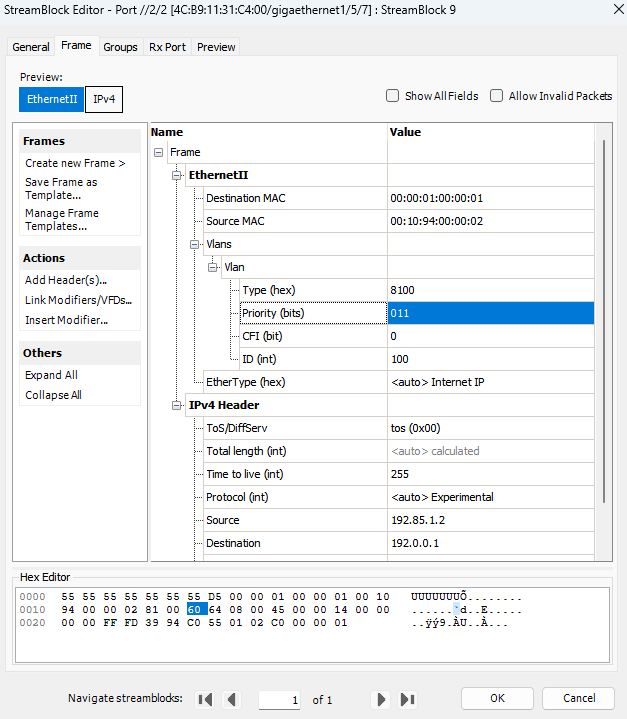 StreamBlock Editor - Port //2/2 [4C:B9:11:31:C4:00/gigaethernet1/5/7] : StreamBlock 9
General Frame Groups Rx Port Preview
Preview:
EthernetII IPv4
Show All Fields Allow Invalid Packets
Frames
Create new Frame >
Save Frame as
Template...
Manage Frame
Templates...
Actions
Add Header(s)...
Link Modifiers/VFDs...
Insert Modifier...
Others
Expand All
Collapse All
Name Value
Frame
EthernetII
Destination MAC 00:00:01:00:00:01
Source MAC 00:10:94:00:00:02
Vlans
Vlan
Type (hex) 8100
Priority (bits) 011
CFI (bit) 0
ID (int) 100
EtherType (hex) <auto> Internet IP
IPv4 Header
ToS/DiffServ tos (0x00)
Total length (int) <auto> calculated
Time to live (int) 255
Protocol (int) <auto> Experimental
Source 192.85.1.2
Destination 192.0.0.1
Hex Editor
0000 55 55 55 55 55 55 55 D5 00 00 01 00 00 01 00 10 UUUUUUUÕ........
0010 94 00 00 02 81 00 60 64 08 00 45 00 00 14 00 00 ......`d..E.....
0020 00 00 FF FD 39 94 C0 55 01 02 C0 00 00 01 ..ÿý9.ÀU..À...
Navigate streamblocks: 1 of 1 OK Cancel